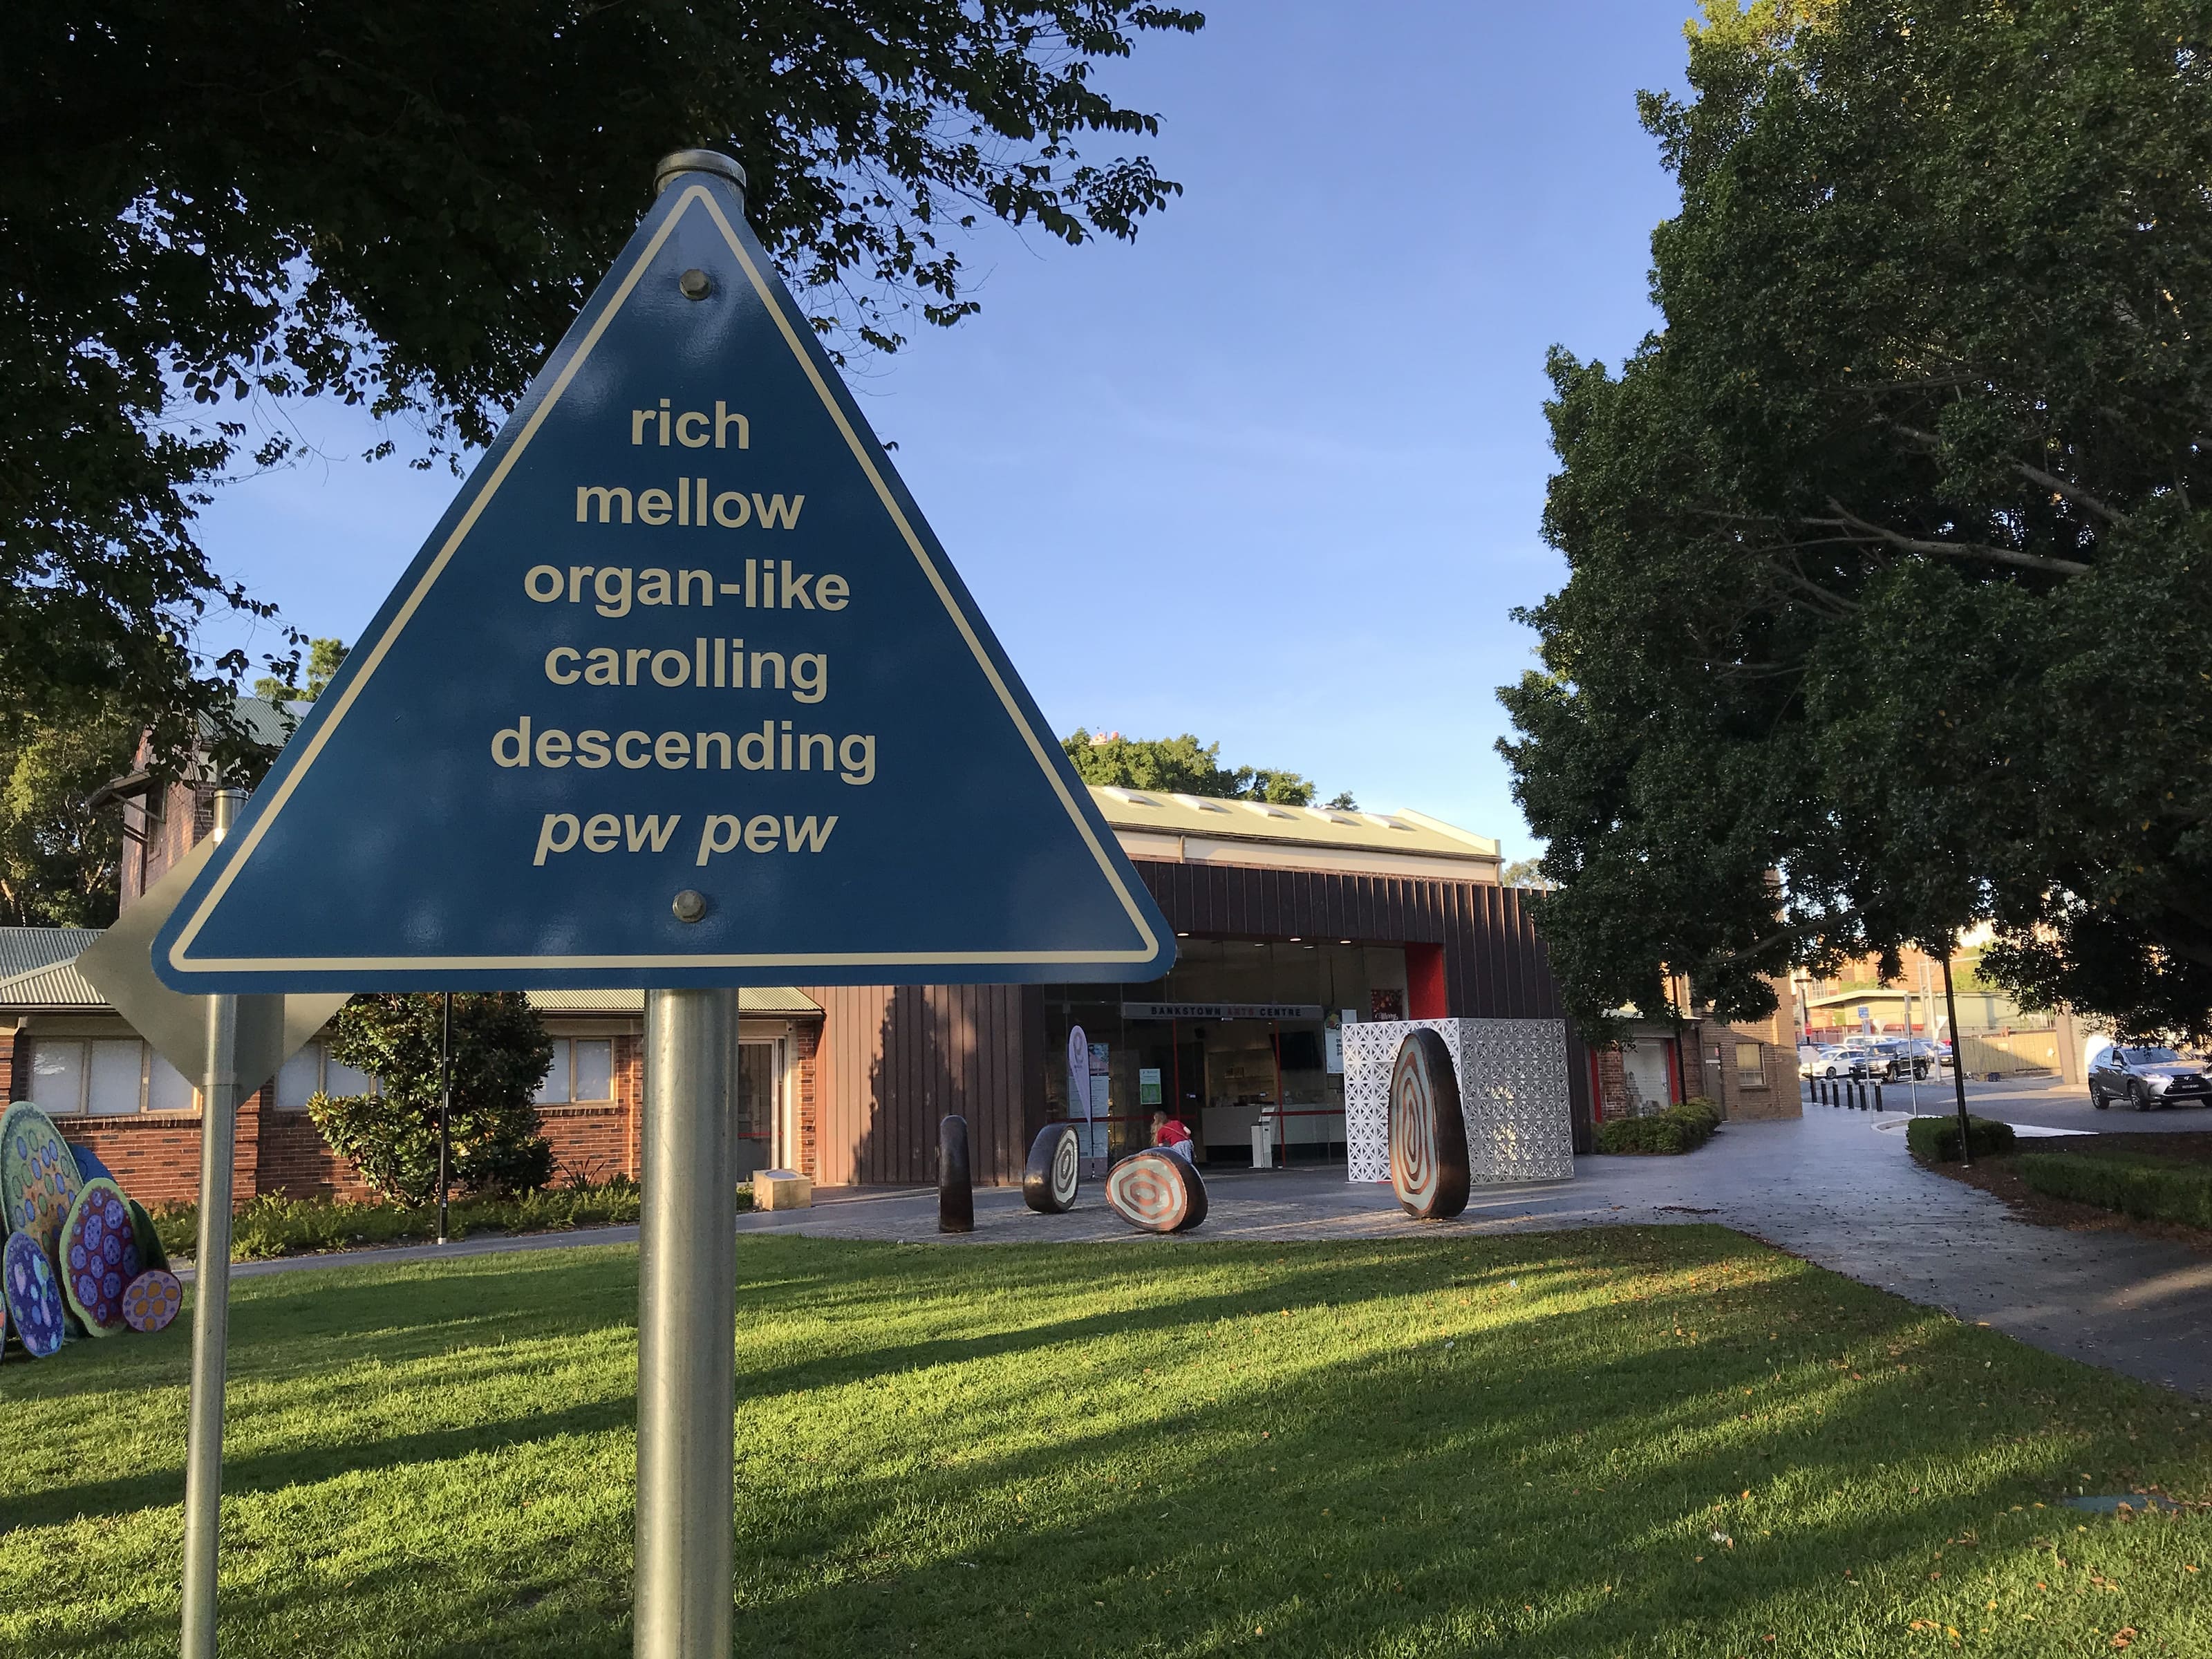 rich
mellow
organ-like
carolling
descending
pew pew
BANKSTOWN ARTS CENTRE